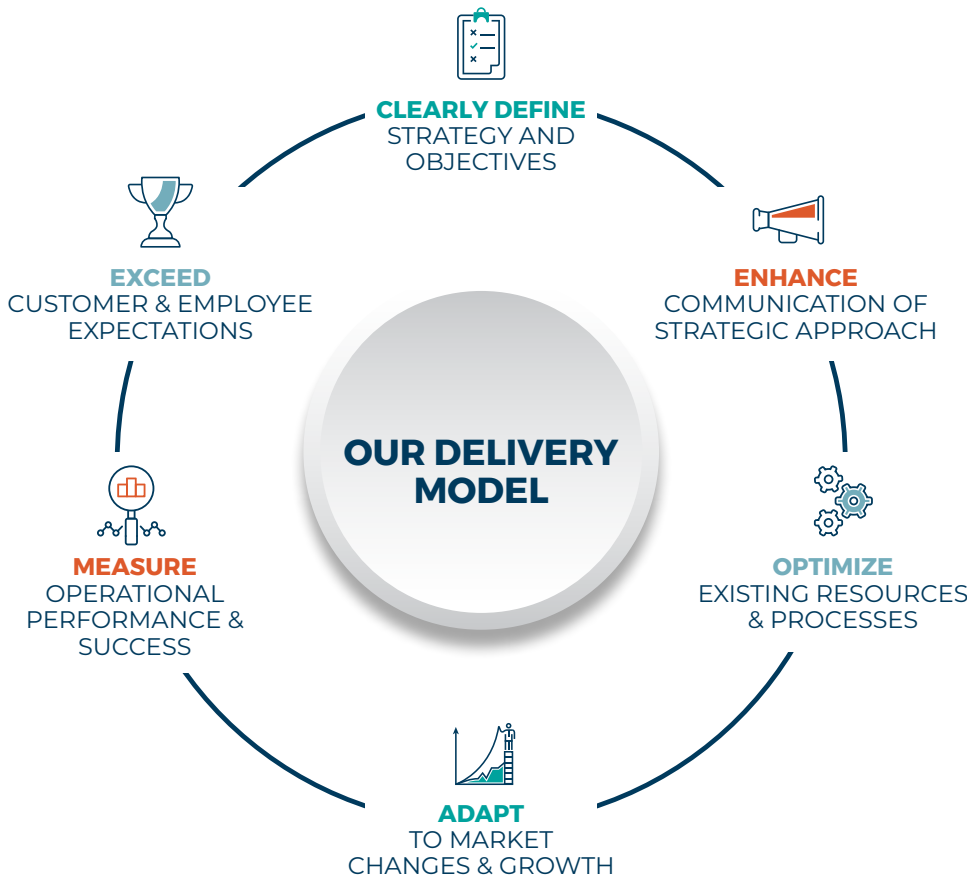 CLEARLY DEFINE
STRATEGY AND
OBJECTIVES
ENHANCE
COMMUNICATION OF
STRATEGIC APPROACH
OPTIMIZE
EXISTING RESOURCES
& PROCESSES
ADAPT
TO MARKET
CHANGES & GROWTH
MEASURE
OPERATIONAL
PERFORMANCE &
SUCCESS
EXCEED
CUSTOMER & EMPLOYEE
EXPECTATIONS
OUR DELIVERY
MODEL